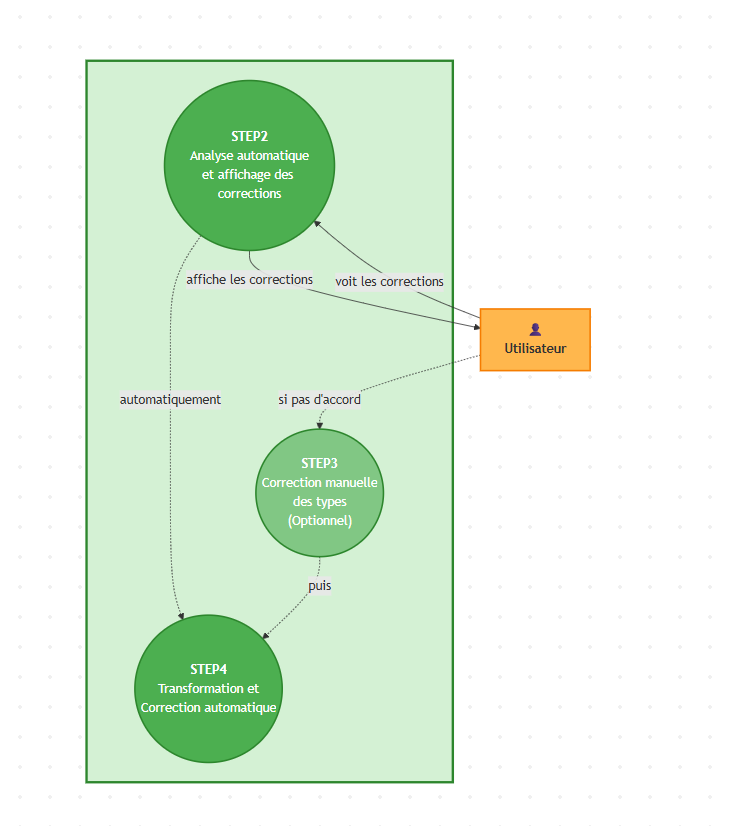 STEP2
Analyse automatique
et affichage des
corrections
affiche les corrections
voit les corrections
Utilisateur
automatiquement
si pas d'accord
STEP3
Correction manuelle
des types
(Optionnel)
puis
STEP4
Transformation et
Correction automatique